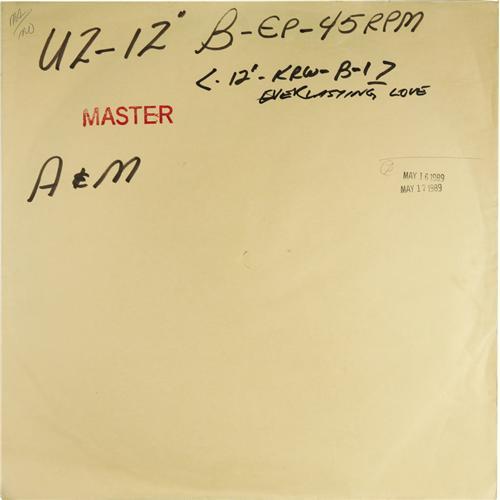 U2-12" B-EP-45RPM
<-12"-KRW-B-1>
EVERLASTING LOVE
MASTER
A & M
MAY 16 1989
MAY 17 1989